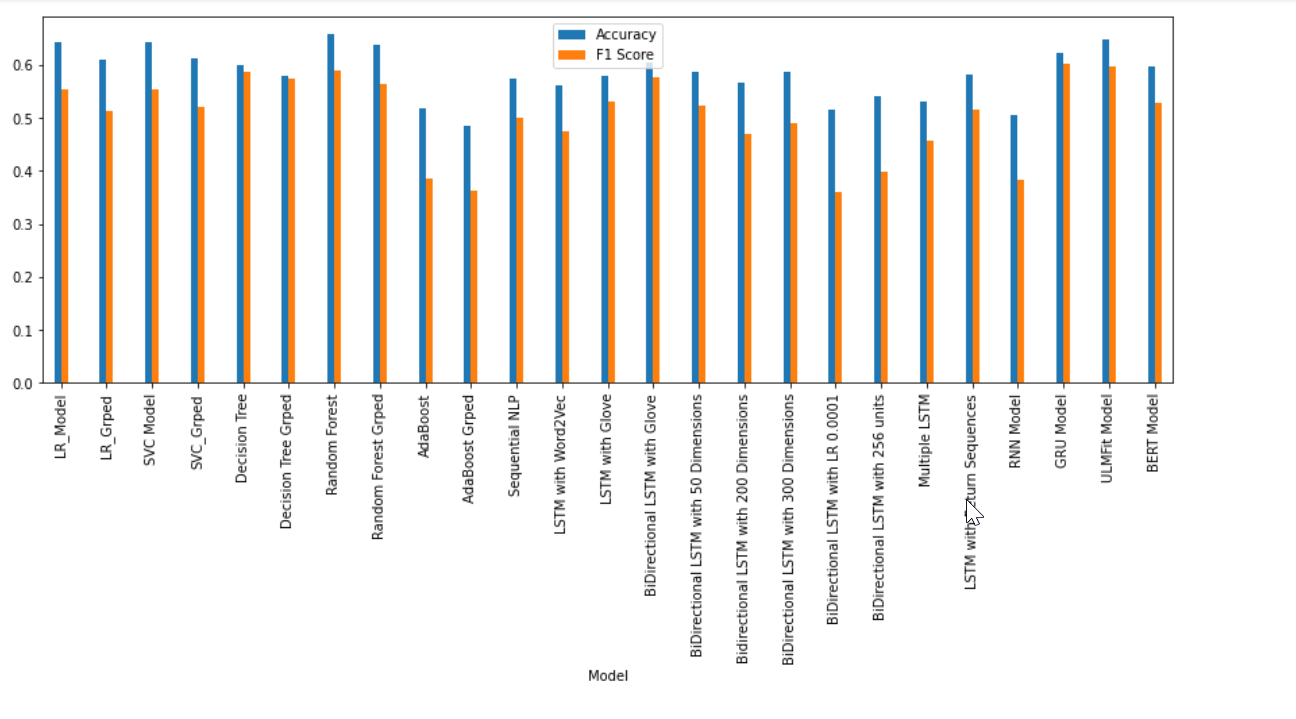 Accuracy
F1 Score
0.6
0.5
0.4
0.3
0.2
0.1
0.0
LR_Model
LR_Grped
SVC Model
SVC_Grped
Decision Tree
Decision Tree Grped
Random Forest
Random Forest Grped
AdaBoost
AdaBoost Grped
Sequential NLP
LSTM with Word2Vec
LSTM with Glove
BiDirectional LSTM with Glove
BiDirectional LSTM with 50 Dimensions
Bidirectional LSTM with 200 Dimensions
BiDirectional LSTM with 300 Dimensions
BiDirectional LSTM with LR 0.0001
BiDirectional LSTM with 256 units
Multiple LSTM
LSTM with Return Sequences
RNN Model
GRU Model
ULMFit Model
BERT Model
Model